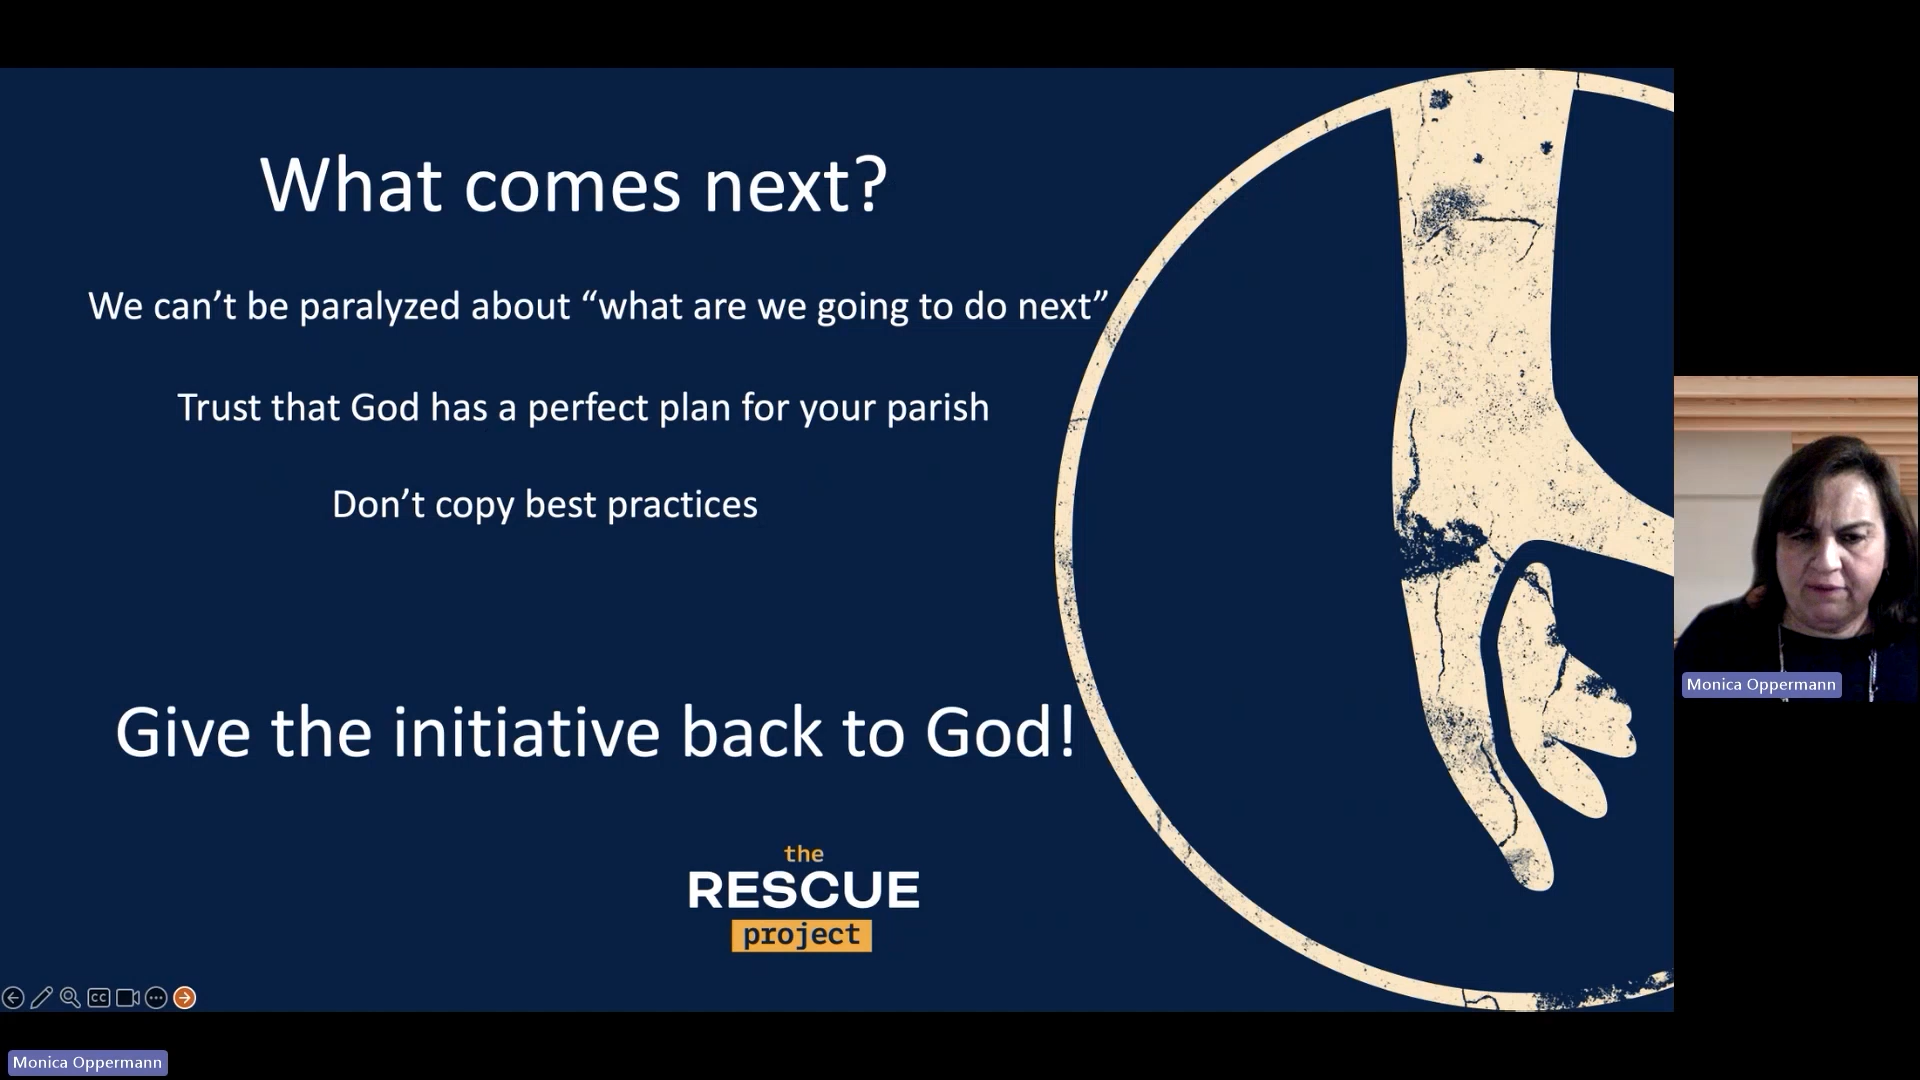 What comes next?
We can’t be paralyzed about “what are we going to do next”
Trust that God has a perfect plan for your parish
Don’t copy best practices
Give the initiative back to God!
the
RESCUE
project
CC
Monica Oppermann
Monica Oppermann